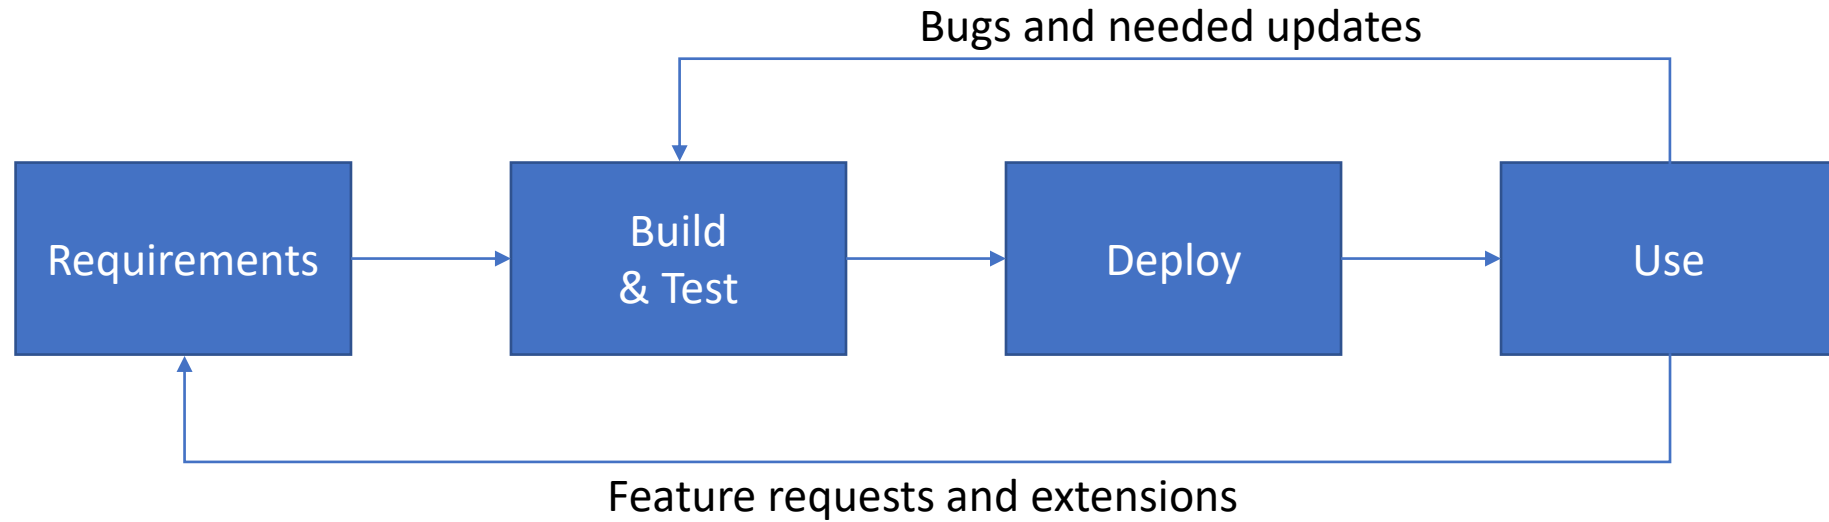 Bugs and needed updates
Requirements
Build
& Test
Deploy
Use
Feature requests and extensions